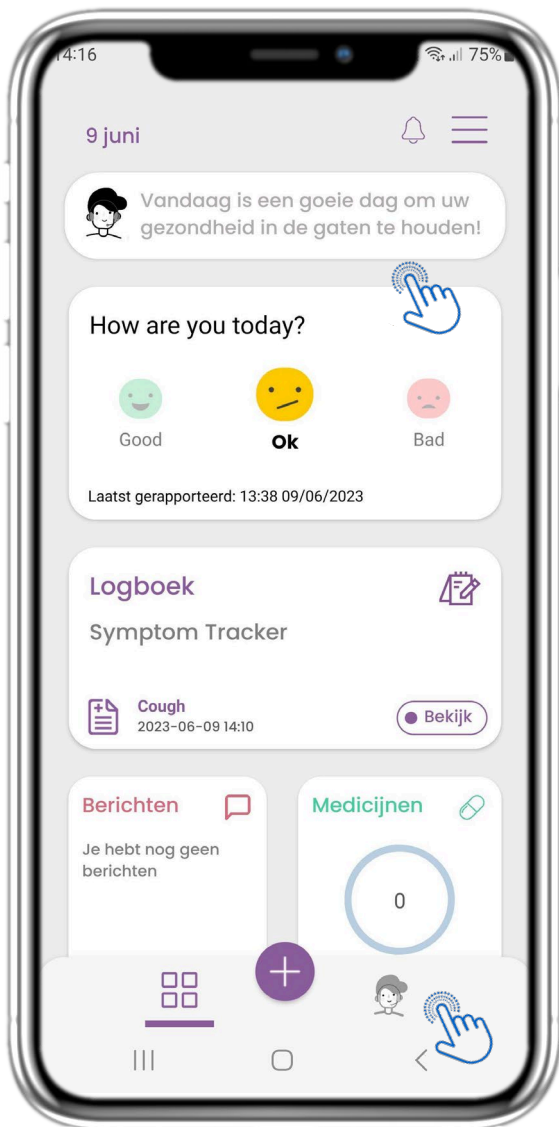 14:16
75%
9 juni
Vandaag is een goeie dag om uw
gezondheid in de gaten te houden!
How are you today?
Good
Ok
Bad
Laatst gerapporteerd: 13:38 09/06/2023
Logboek
Symptom Tracker
Cough
2023-06-09 14:10
Bekijk
Berichten
Je hebt nog geen
berichten
Medicijnen
0